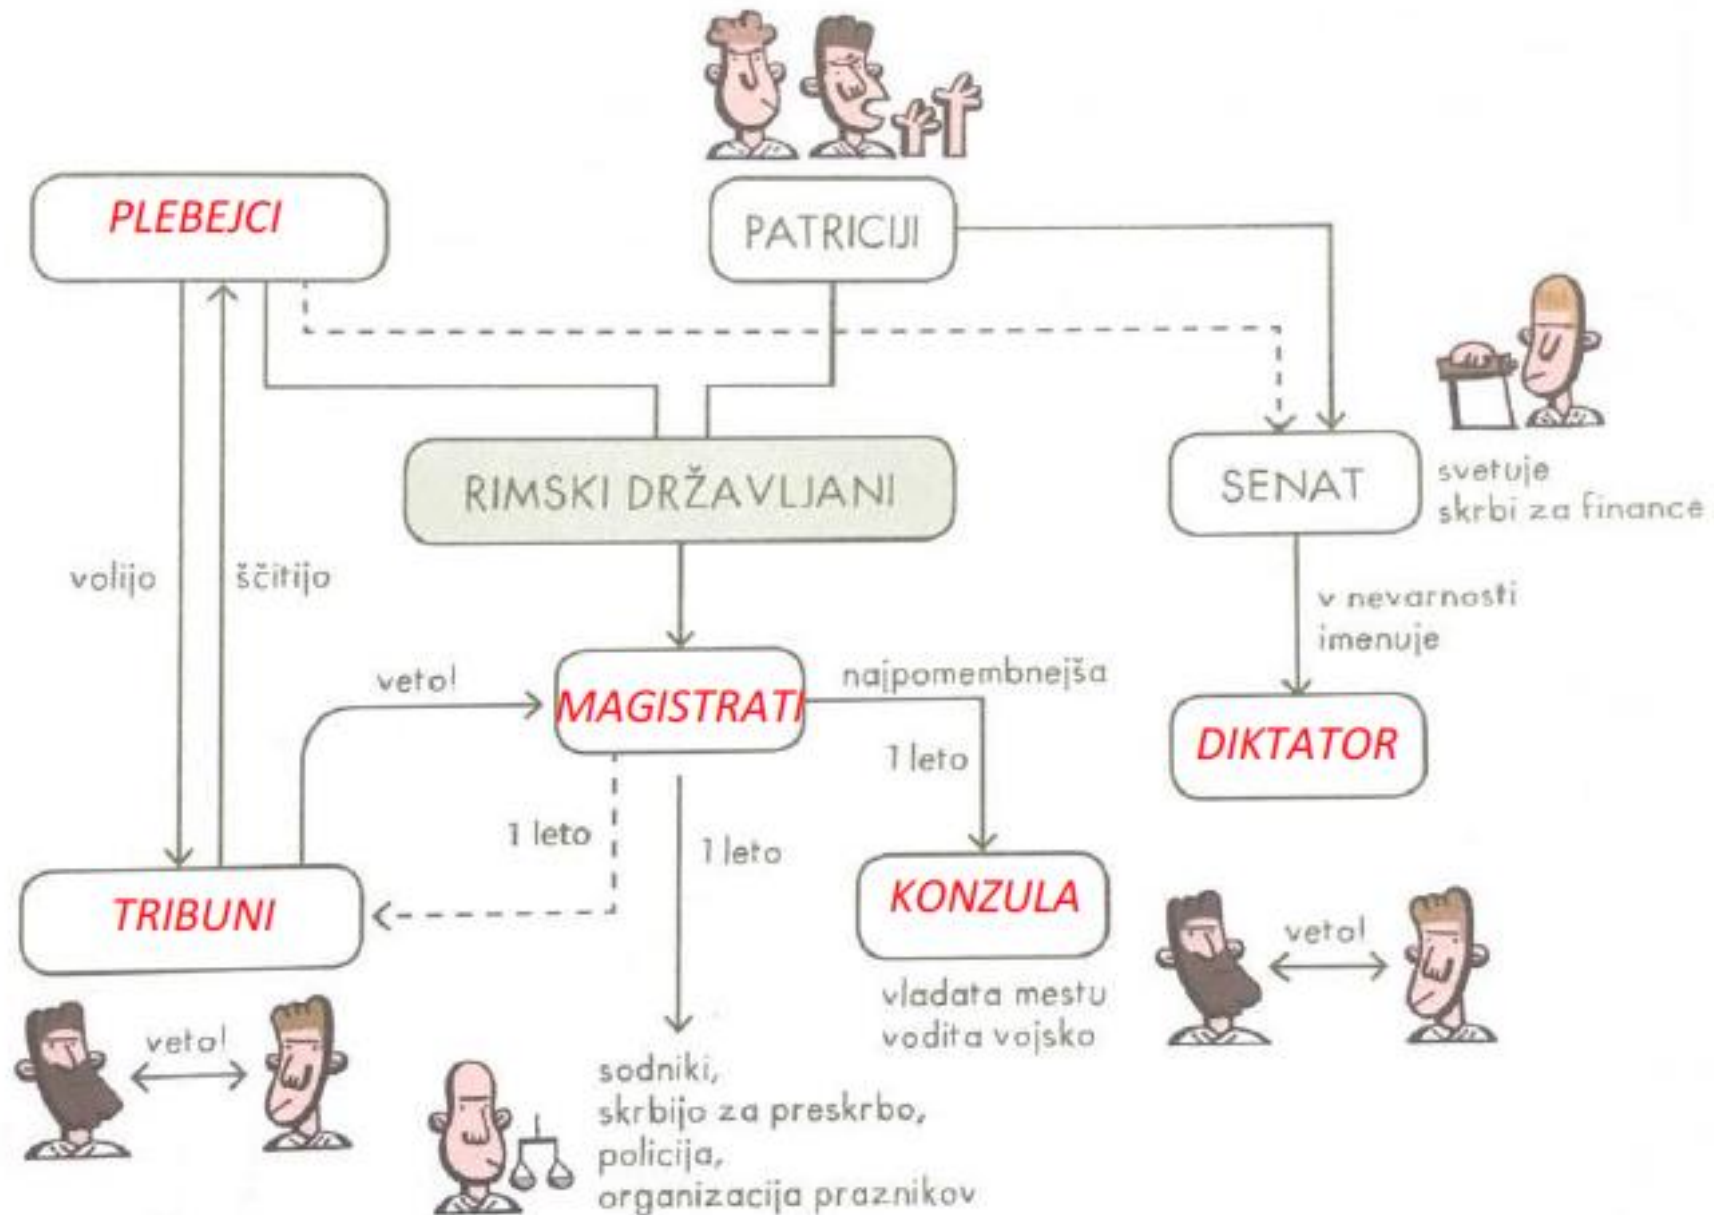 PLEBEJCI
PATRICIJI
RIMSKI DRŽAVLJANI
SENAT
svetuje
skrbi za finance
volijo
ščitijo
v nevarnosti
imenuje
veto!
MAGISTRATI
najpomembnejša
DIKTATOR
1 leto
1 leto
1 leto
TRIBUNI
KONZULA
veto!
vladata mestu
vodita vojsko
veto!
sodniki,
skrbijo za preskrbo,
policija,
organizacija praznikov